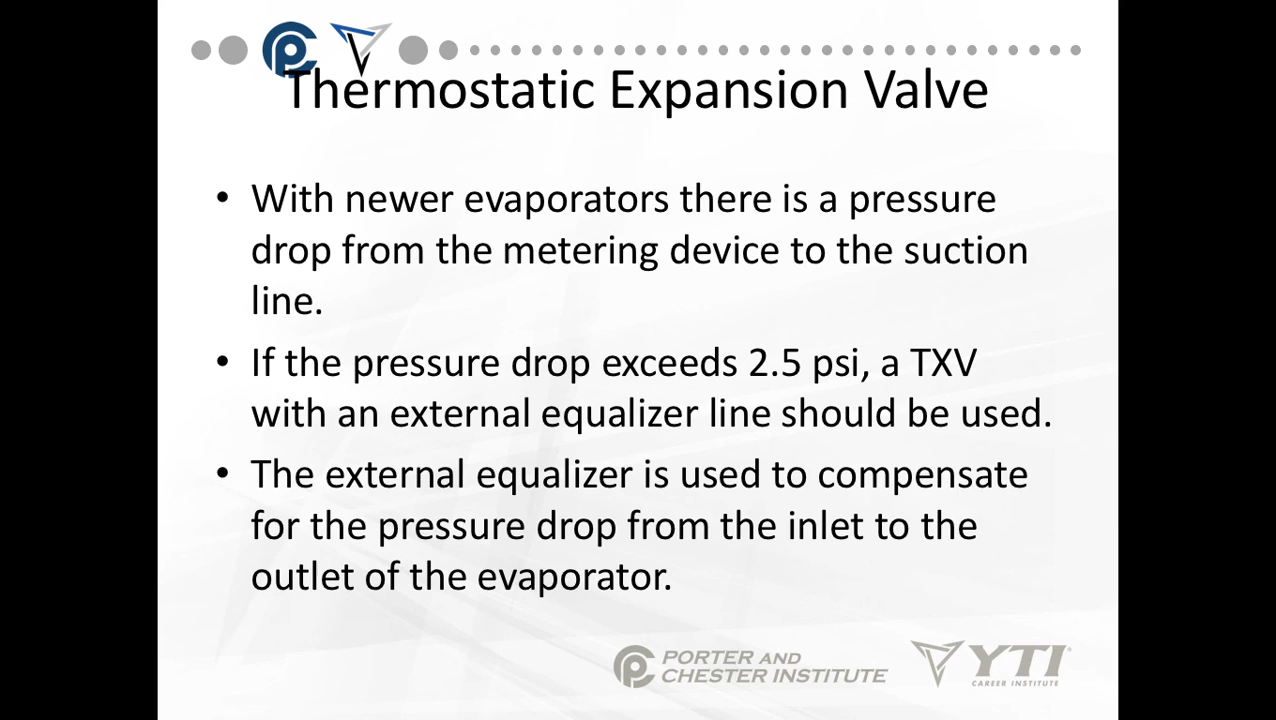 Thermostatic Expansion Valve
• With newer evaporators there is a pressure
drop from the metering device to the suction
line.
• If the pressure drop exceeds 2.5 psi, a TXV
with an external equalizer line should be used.
• The external equalizer is used to compensate
for the pressure drop from the inlet to the
outlet of the evaporator.
PORTER AND
CHESTER INSTITUTE
YTI®
CAREER INSTITUTE